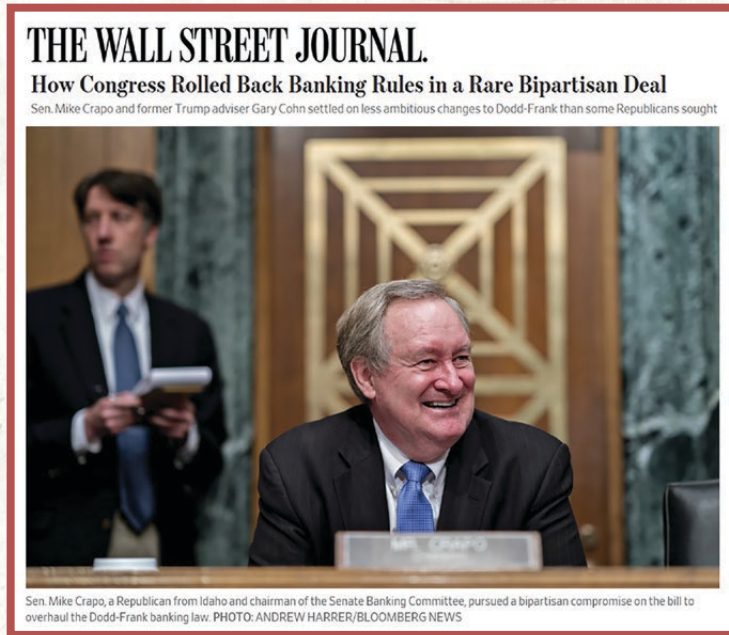 THE WALL STREET JOURNAL.
How Congress Rolled Back Banking Rules in a Rare Bipartisan Deal
Sen. Mike Crapo and former Trump adviser Gary Cohn settled on less ambitious changes to Dodd-Frank than some Republicans sought
MR. CRAPO
Sen. Mike Crapo, a Republican from Idaho and chairman of the Senate Banking Committee, pursued a bipartisan compromise on the bill to
overhaul the Dodd-Frank banking law. PHOTO: ANDREW HARRER/BLOOMBERG NEWS